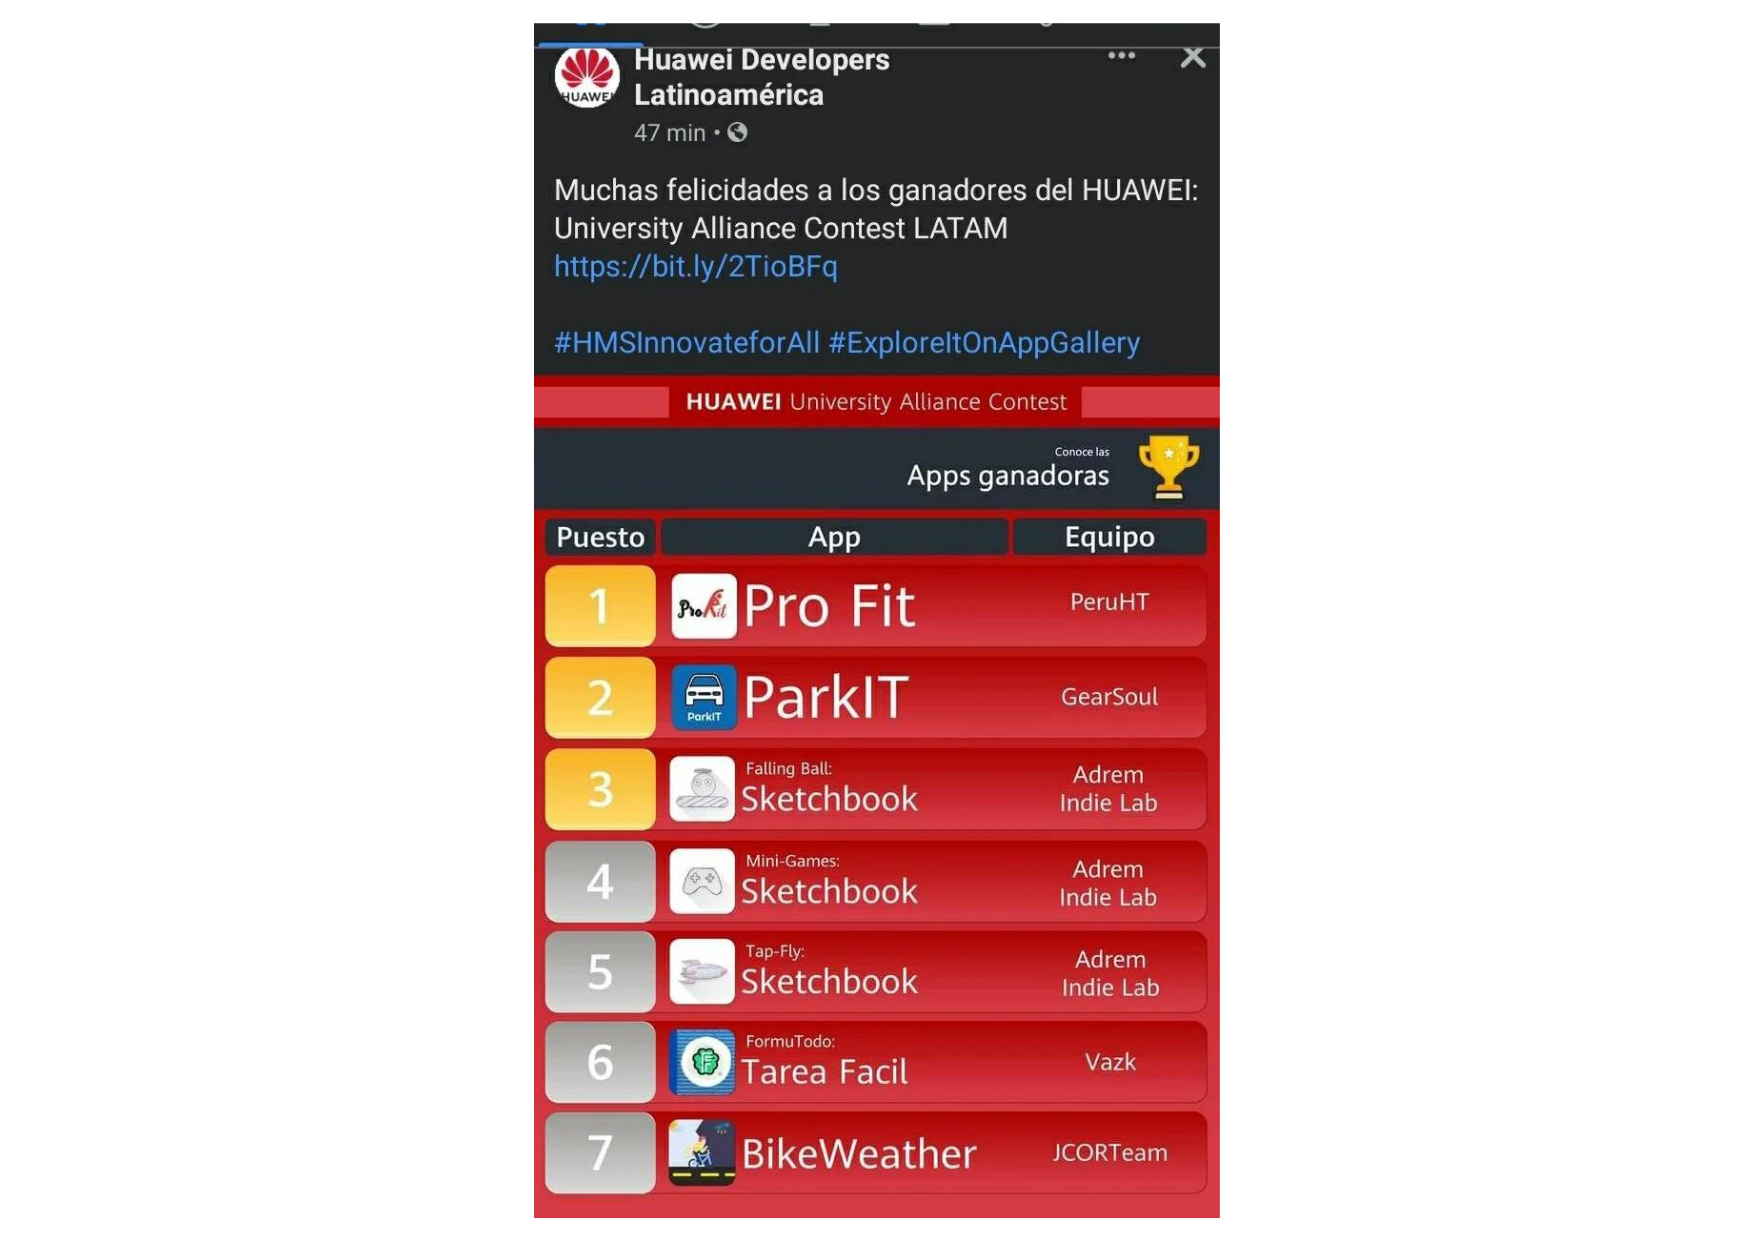 Huawei Developers
Latinoamérica
47 min •
HUAWEI
Muchas felicidades a los ganadores del HUAWEI:
University Alliance Contest LATAM
https://bit.ly/2TioBFq
#HMSInnovateforAll #ExploreItOnAppGallery
HUAWEI University Alliance Contest
Conoce las
Apps ganadoras
Puesto App Equipo
1 ProFit Pro Fit PeruHT
2 ParkIT ParkIT GearSoul
3 Falling Ball: Sketchbook Adrem Indie Lab
4 Mini-Games: Sketchbook Adrem Indie Lab
5 Tap-Fly: Sketchbook Adrem Indie Lab
6 FormuTodo: Tarea Facil Vazk
7 BikeWeather JCORTeam